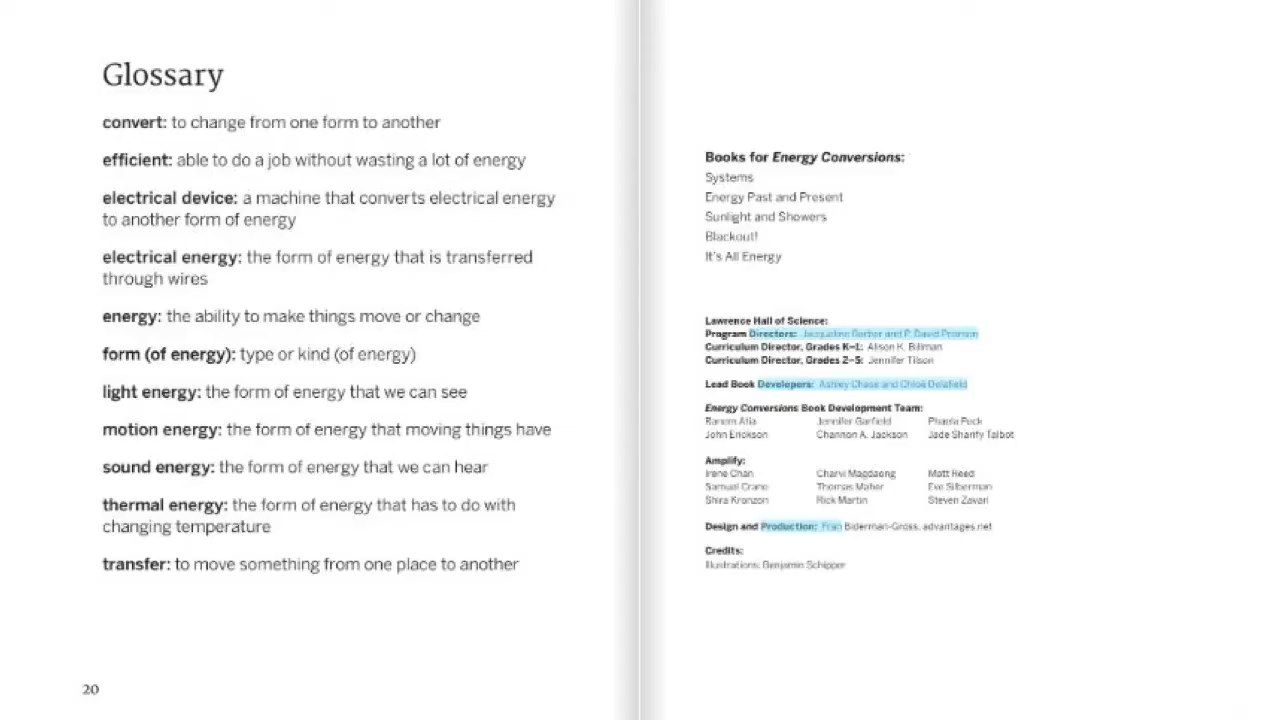 Glossary
convert: to change from one form to another
efficient: able to do a job without wasting a lot of energy
electrical device: a machine that converts electrical energy
to another form of energy
electrical energy: the form of energy that is transferred
through wires
energy: the ability to make things move or change
form (of energy): type or kind (of energy)
light energy: the form of energy that we can see
motion energy: the form of energy that moving things have
sound energy: the form of energy that we can hear
thermal energy: the form of energy that has to do with
changing temperature
transfer: to move something from one place to another
20
Books for Energy Conversions:
Systems
Energy Past and Present
Sunlight and Showers
Blackout!
It's All Energy
Lawrence Hall of Science:
Program Directors: Jacqueline Barber and P. David Pearson
Curriculum Director, Grades K–1: Alison K. Billman
Curriculum Director, Grades 2–5: Jennifer Tilson
Lead Book Developers: Ashley Chase and Chloë Delafield
Energy Conversions Book Development Team:
Jennifer Garfield
John Erickson Channon A. Jackson Jade Sharify Talbot
Amplify:
Irene Chan Charvi Magdaong Matt Reed
Samuel Crane Thomas Maher Eve Silberman
Shira Kronzon Rick Martin Steven Zavari
Design and Production: Fran Biderman-Gross, advantages.net
Credits:
Illustrations: Benjamin Schipper